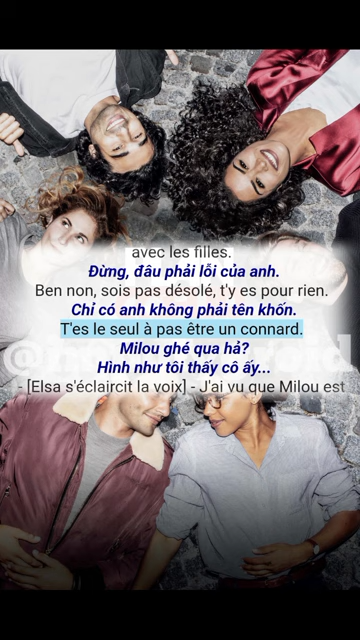 avec les filles.
Đừng, đâu phải lỗi của anh.
Ben non, sois pas désolé, t'y es pour rien.
Chỉ có anh không phải tên khốn.
T'es le seul à pas être un connard.
Milou ghé qua hả?
Hình như tôi thấy cô ấy...
- [Elsa s'éclaircit la voix] - J'ai vu que Milou est